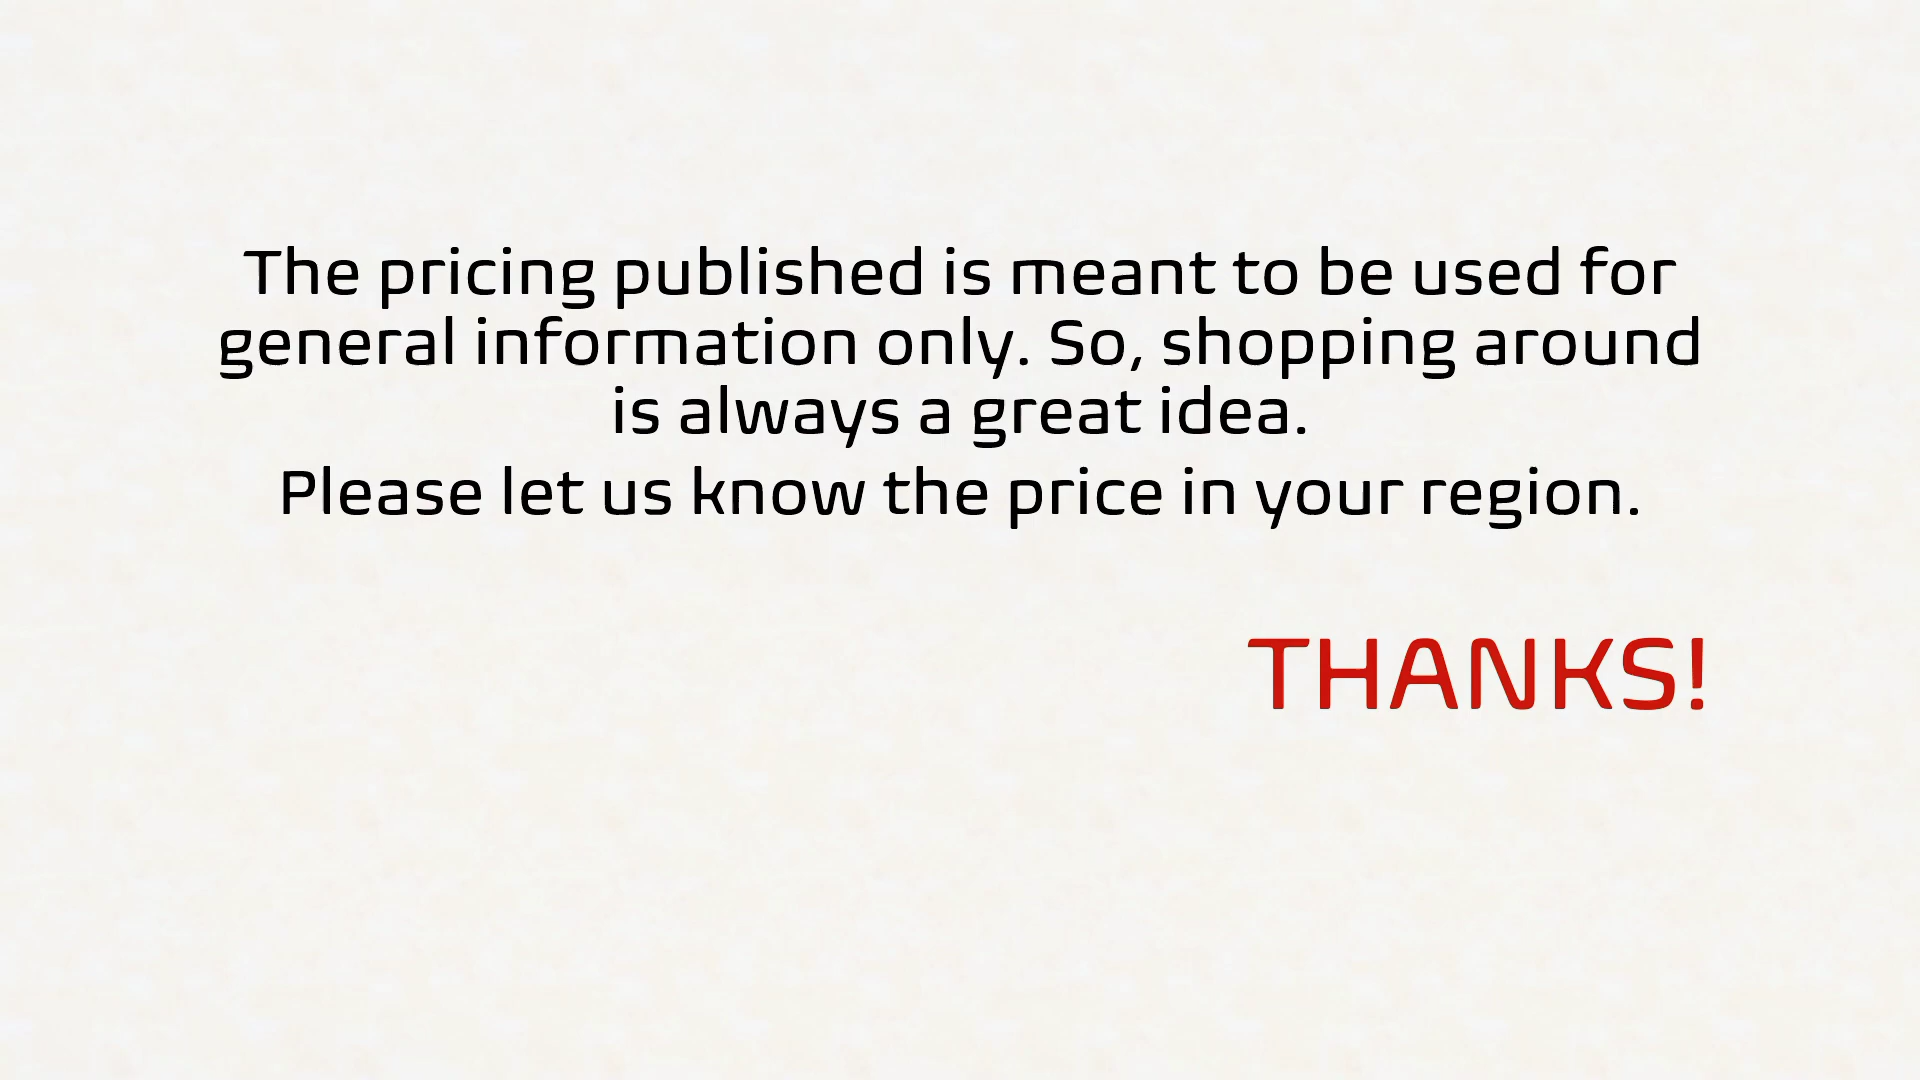 The pricing published is meant to be used for
general information only. So, shopping around
is always a great idea.
Please let us know the price in your region.
THANKS!